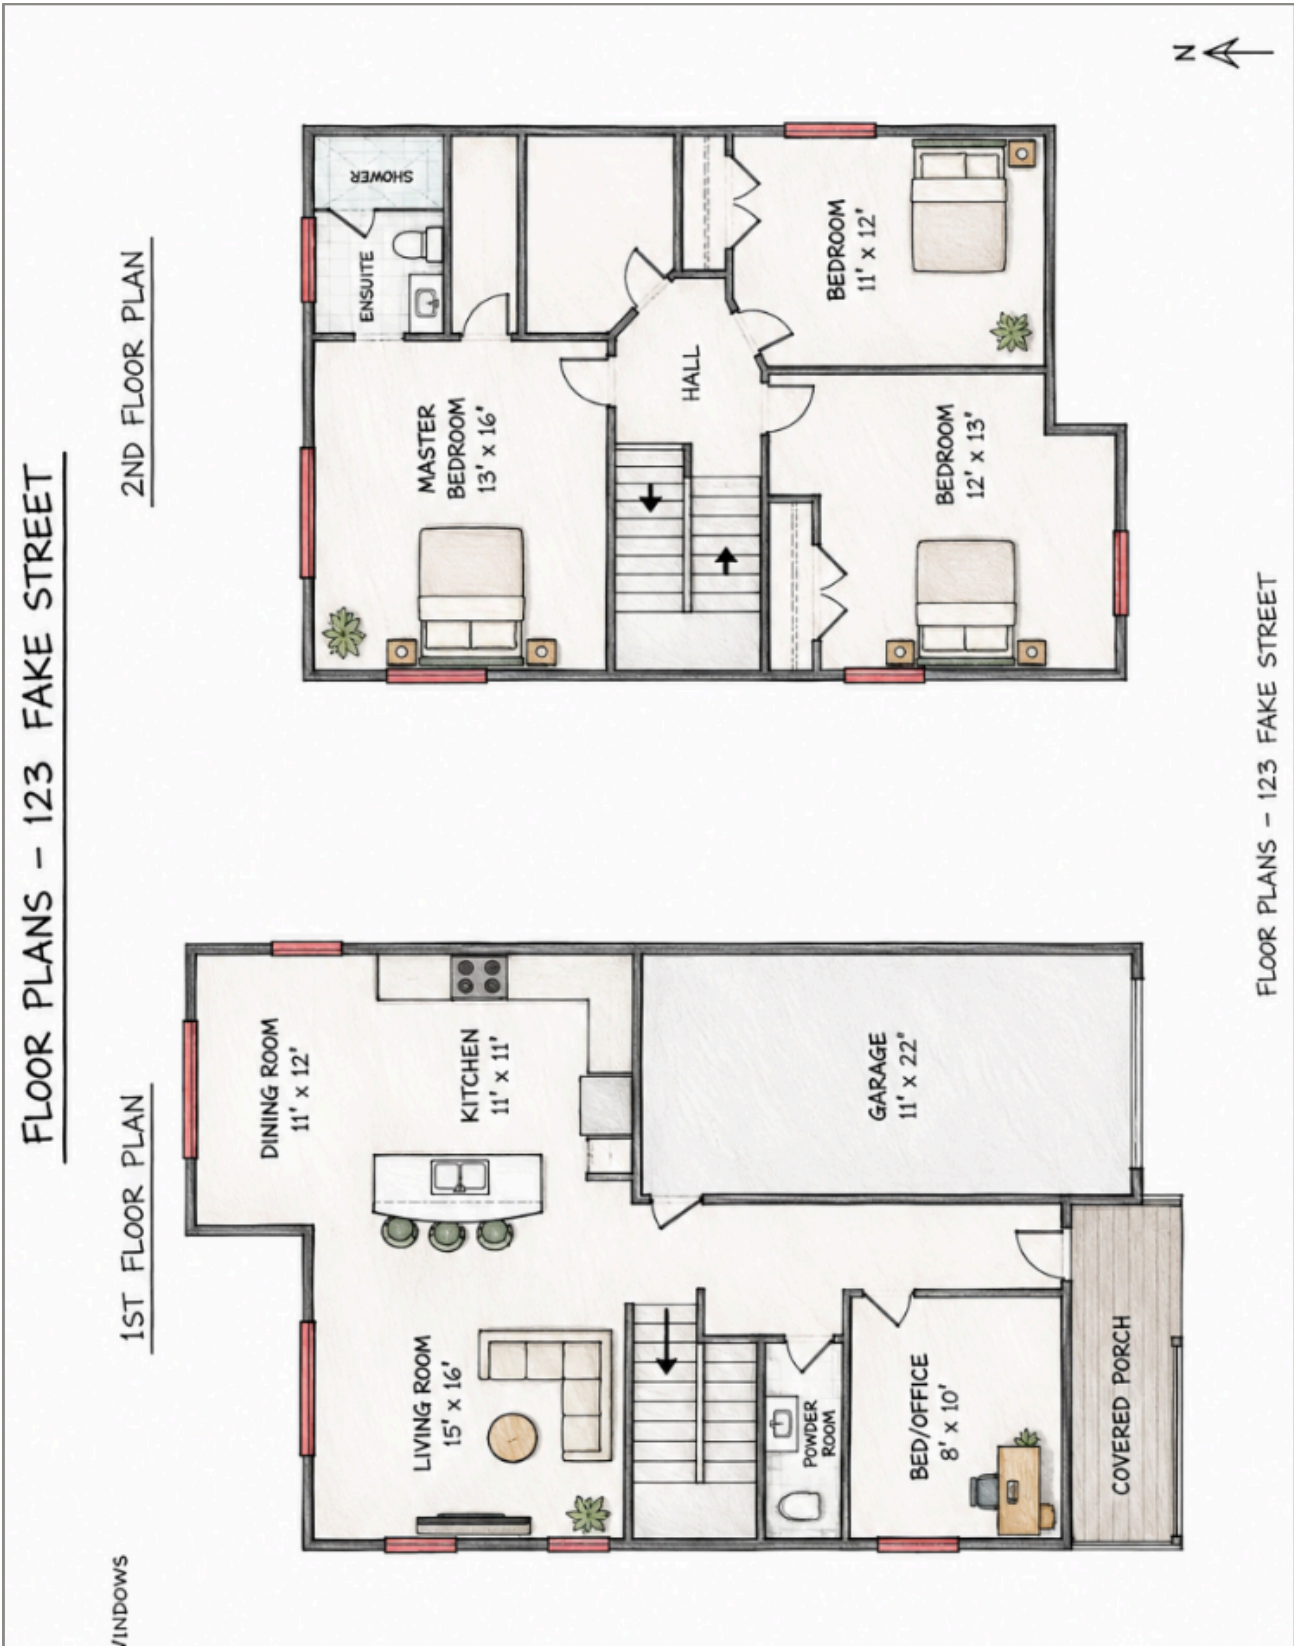 FLOOR PLANS - 123 FAKE STREET
1ST FLOOR PLAN
2ND FLOOR PLAN
DINING ROOM
11' x 12'
KITCHEN
11' x 11'
LIVING ROOM
15' x 16'
GARAGE
11' x 22"
POWDER
ROOM
BED/OFFICE
8' x 10'
COVERED PORCH
SHOWER
ENSUITE
MASTER
BEDROOM
13' x 16'
HALL
BEDROOM
11' x 12'
BEDROOM
12' x 13'
N
FLOOR PLANS - 123 FAKE STREET